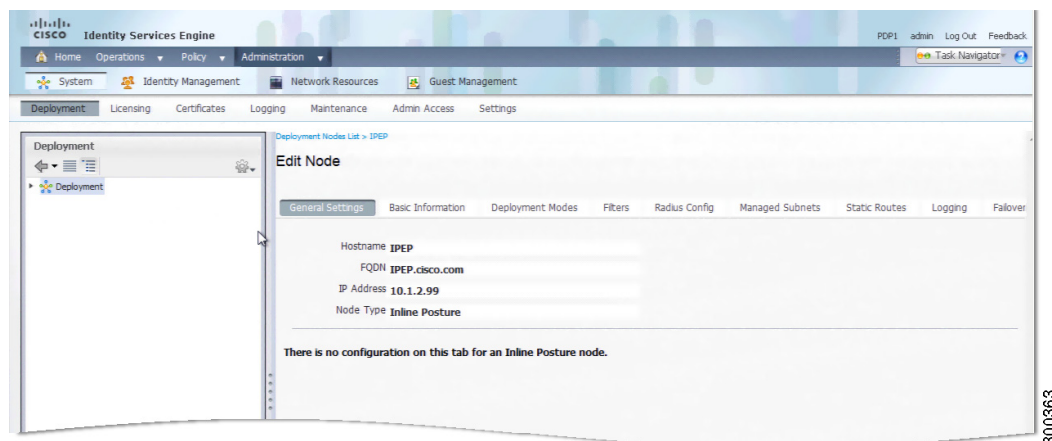 CISCO Identity Services Engine
PDP1 admin Log Out Feedback
Home Operations Policy Administration
Task Navigator
System Identity Management Network Resources Guest Management
Deployment Licensing Certificates Logging Maintenance Admin Access Settings
Deployment
Deployment
Deployment Nodes List > IPEP
Edit Node
General Settings Basic Information Deployment Modes Filters Radius Config Managed Subnets Static Routes Logging Failover
Hostname IPEP
FQDN IPEP.cisco.com
IP Address 10.1.2.99
Node Type Inline Posture
There is no configuration on this tab for an Inline Posture node.
300363